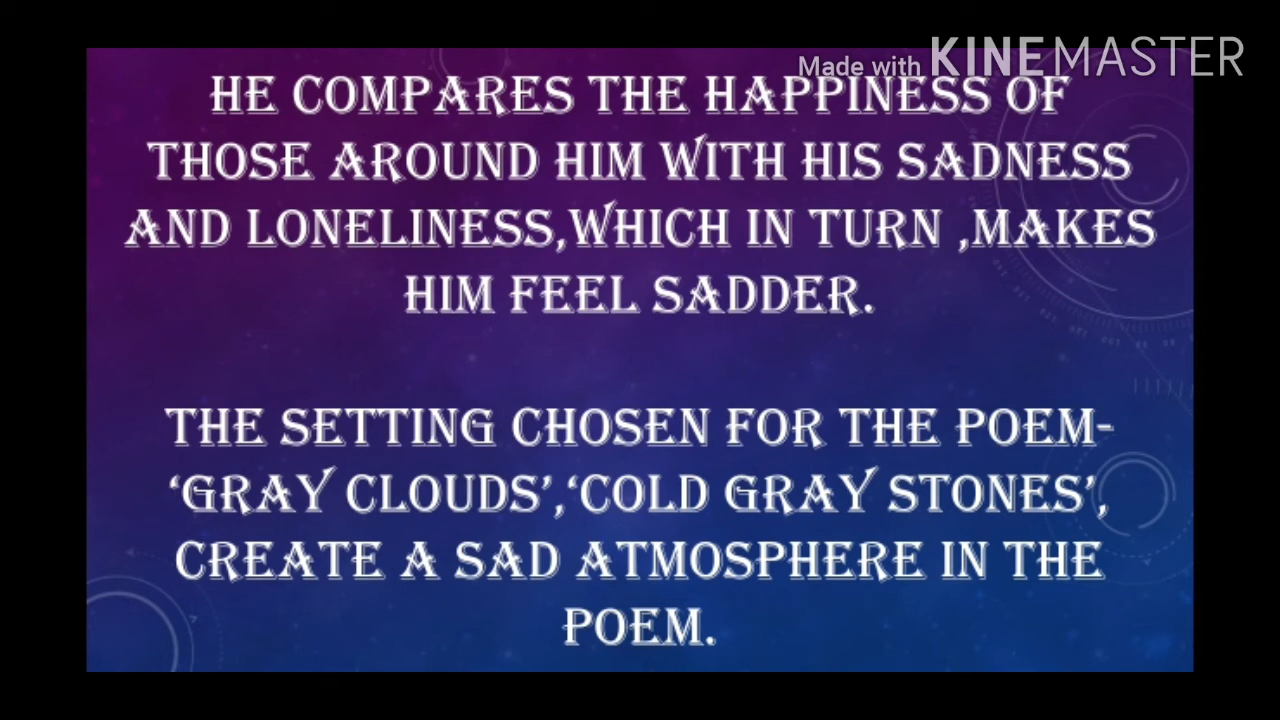 Made with KINEMASTER
HE COMPARES THE HAPPINESS OF
THOSE AROUND HIM WITH HIS SADNESS
AND LONELINESS,WHICH IN TURN ,MAKES
HIM FEEL SADDER.
THE SETTING CHOSEN FOR THE POEM-
‘GRAY CLOUDS’,‘COLD GRAY STONES’,
CREATE A SAD ATMOSPHERE IN THE
POEM.